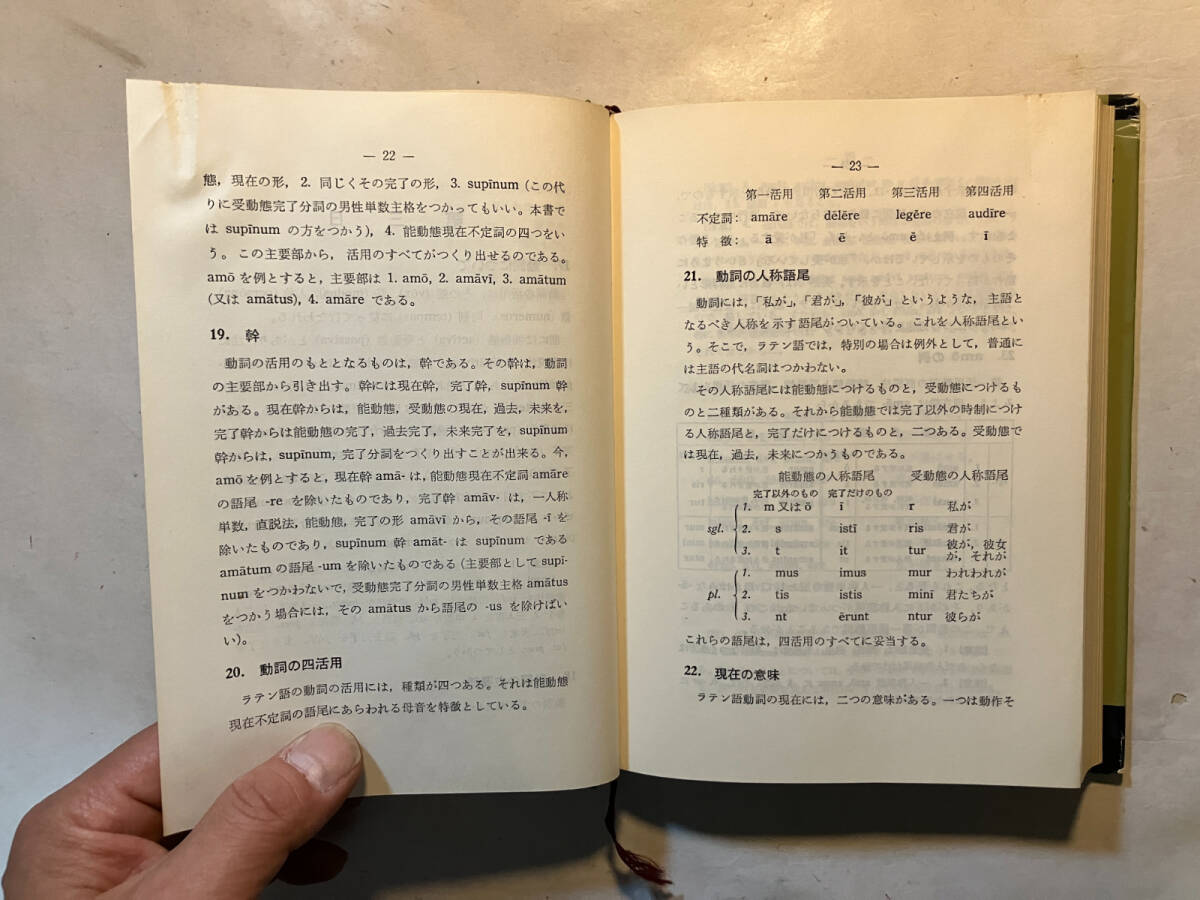 — 22 —
態，現在の形，2. 同じくその完了の形，3. supīnum (この代
りに受動態完了分詞の男性単数主格をつかってもいい。本書で
は supīnum の方をつかう)，4. 能動態現在不定詞の四つをい
う。この主要部から，活用のすべてがつくり出せるのである。
amō を例とすると，主要部は 1. amō, 2. amāvī, 3. amātum
(又は amātus), 4. amāre である。
19. 幹
動詞の活用のもととなるものは，幹である。その幹は，動詞
の主要部から引き出す。幹には現在幹，完了幹，supīnum 幹
がある。現在幹からは，能動態，受動態の現在，過去，未来を，
完了幹からは能動態の完了，過去完了，未来完了を，supīnum
幹からは，supīnum，完了分詞をつくり出すことが出来る。今，
amō を例とすると，現在幹 amā- は，能動態現在不定詞 amāre
の語尾 -re を除いたものであり，完了幹 amāv- は，一人称
単数，直説法，能動態，完了の形 amāvī から，その語尾 -ī を
除いたものであり，supīnum 幹 amāt- は supīnum である
amātum の語尾 -um を除いたものである (主要部として supī-
num をつかわないで，受動態完了分詞の男性単数主格 amātus
をつかう場合には，その amātus から語尾の -us を除けばい
い)。
20. 動詞の四活用
ラテン語の動詞の活用には，種類が四つある。それは能動態
現在不定詞の語尾にあらわれる母音を特徴としている。
— 23 —
第一活用 第二活用 第三活用 第四活用
不定詞: amāre dēlēre legĕre audīre
特徴: ā ē ĕ ī
21. 動詞の人称語尾
動詞には，「私が」，「君が」，「彼が」というような，主語と
なるべき人称を示す語尾がついている。これを人称語尾とい
う。そこで，ラテン語では，特別の場合は例外として，普通に
は主語の代名詞はつかわない。
その人称語尾には能動態につけるものと，受動態につけるも
のと二種類がある。それから能動態では完了以外の時制につけ
る人称語尾と，完了だけにつけるものと，二つある。受動態で
は現在，過去，未来につかうものである。
能動態の人称語尾 受動態の人称語尾
完了以外のもの 完了だけのもの
1. m 又は ō ī r 私が
sgl. 2. s istī ris 君が
3. t it tur 彼が，彼女が，それが
1. mus imus mur われわれが
pl. 2. tis istis minī 君たちが
3. nt ērunt ntur 彼らが
これらの語尾は，四活用のすべてに妥当する。
22. 現在の意味
ラテン語動詞の現在には，二つの意味がある。一つは動作そ